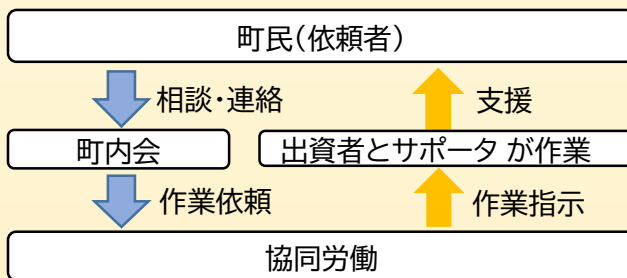 町民(依頼者)
相談・連絡
支援
町内会
出資者とサポータ が作業
作業依頼
作業指示
協同労働